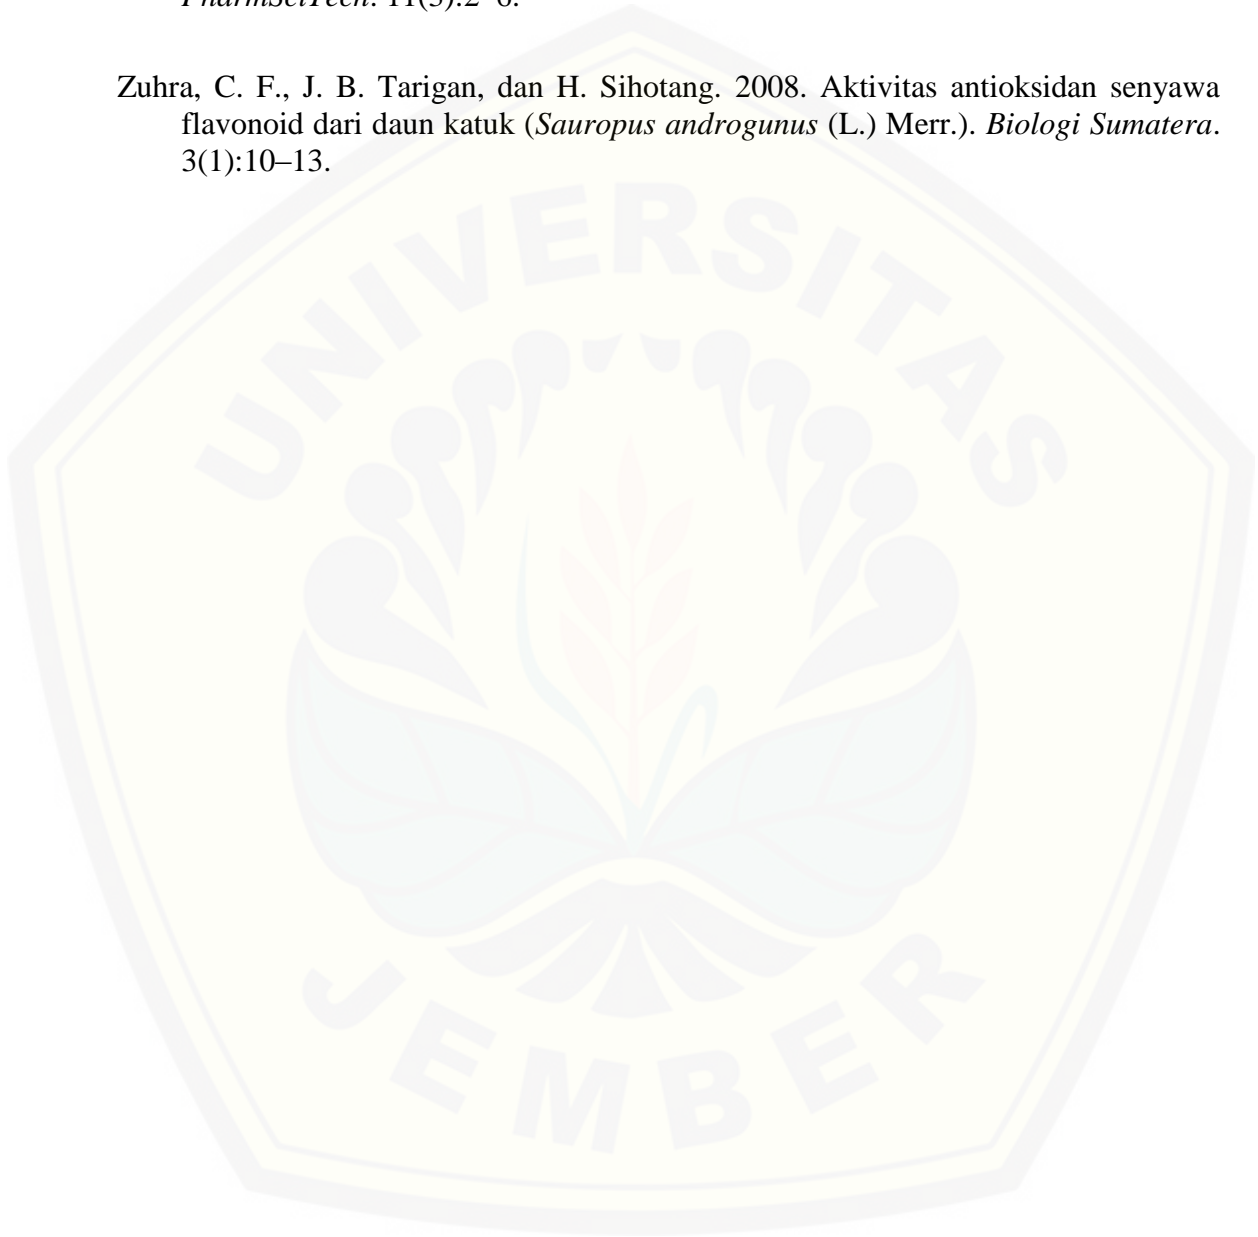 PharmSciTech. 11(3):2–6.
Zuhra, C. F., J. B. Tarigan, dan H. Sihotang. 2008. Aktivitas antioksidan senyawa
flavonoid dari daun katuk (Sauropus androgunus (L.) Merr.). Biologi Sumatera.
3(1):10–13.
UNIVERSITAS
JEMBER